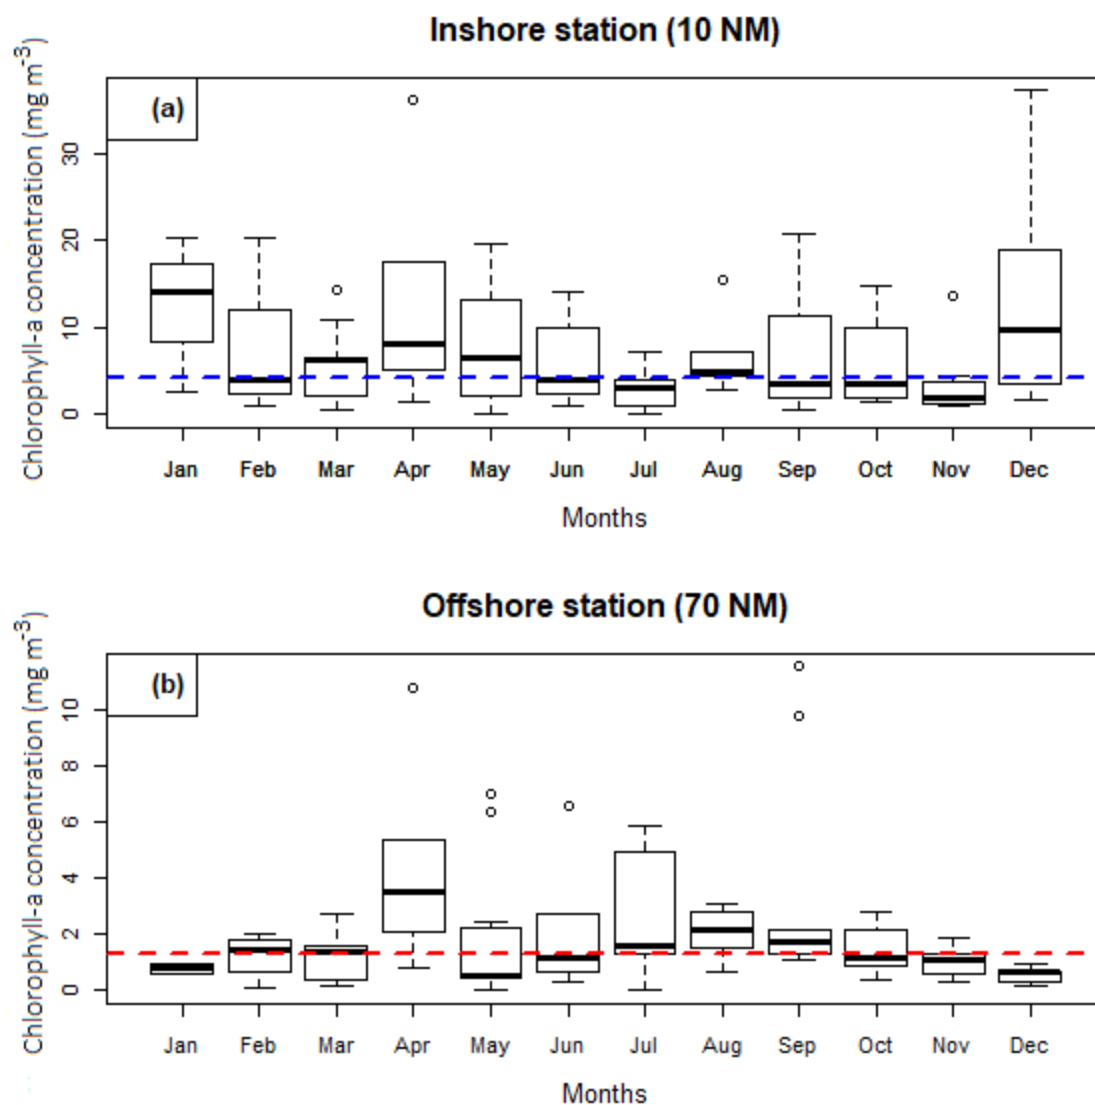 Inshore station (10 NM)
(a)
Chlorophyll-a concentration (mg m⁻³)
30
20
10
0
Jan Feb Mar Apr May Jun Jul Aug Sep Oct Nov Dec
Months
Offshore station (70 NM)
(b)
Chlorophyll-a concentration (mg m⁻³)
10
8
6
4
2
0
Jan Feb Mar Apr May Jun Jul Aug Sep Oct Nov Dec
Months